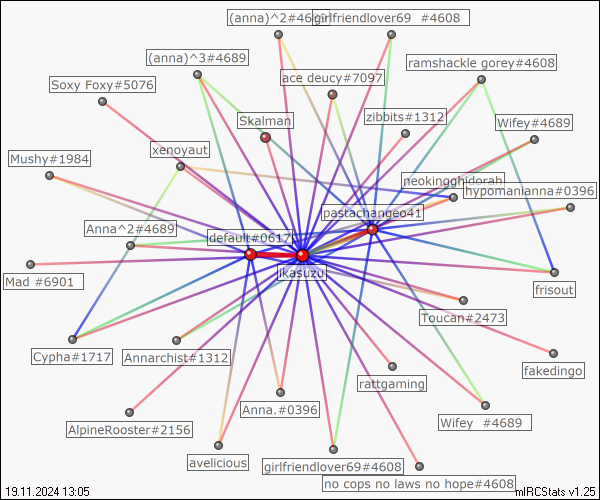 (anna)^2#4689
girlfriendlover69  #4608
(anna)^3#4689
ramshackle gorey#4608
Soxy Foxy#5076
ace deucy#7097
zibbits#1312
Skalman
Wifey#4689
xenoyaut
Mushy#1984
neokingghidorah
hypomanianna#0396
pastachangeo41
Anna^2#4689
default#0617
ikasuzu
Mad #6901
frisout
Toucan#2473
Cypha#1717
Annarchist#1312
fakedingo
rattgaming
Anna.#0396
Wifey  #4689
AlpineRooster#2156
avelicious
girlfriendlover69#4608
no cops no laws no hope#4608
19.11.2024 13:05
mIRCStats v1.25